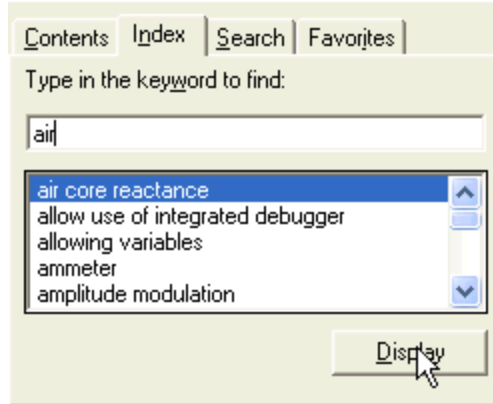 Contents Index Search Favorites
Type in the keyword to find:
air
air core reactance
allow use of integrated debugger
allowing variables
ammeter
amplitude modulation
Display